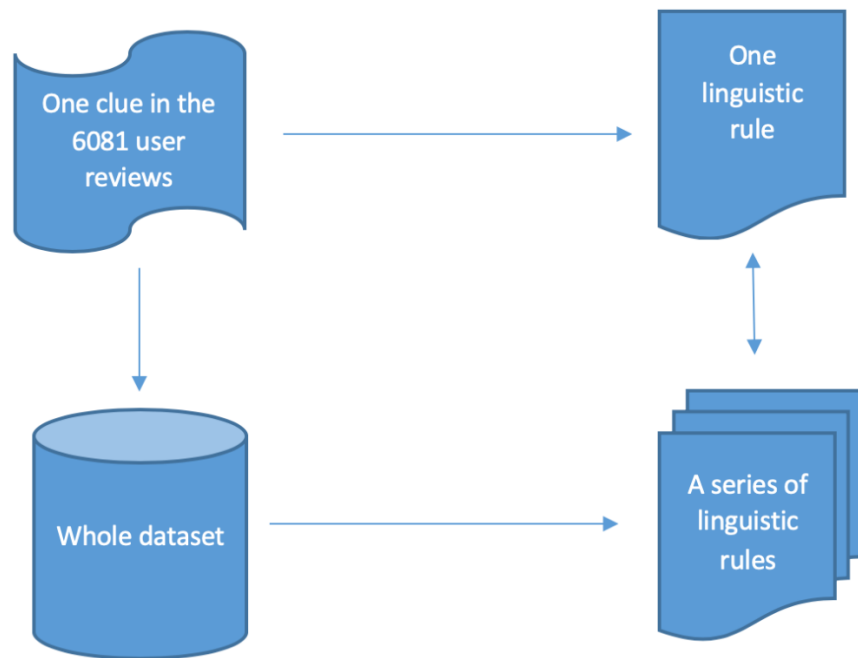 One clue in the
6081 user
reviews
One
linguistic
rule
Whole dataset
A series of
linguistic
rules